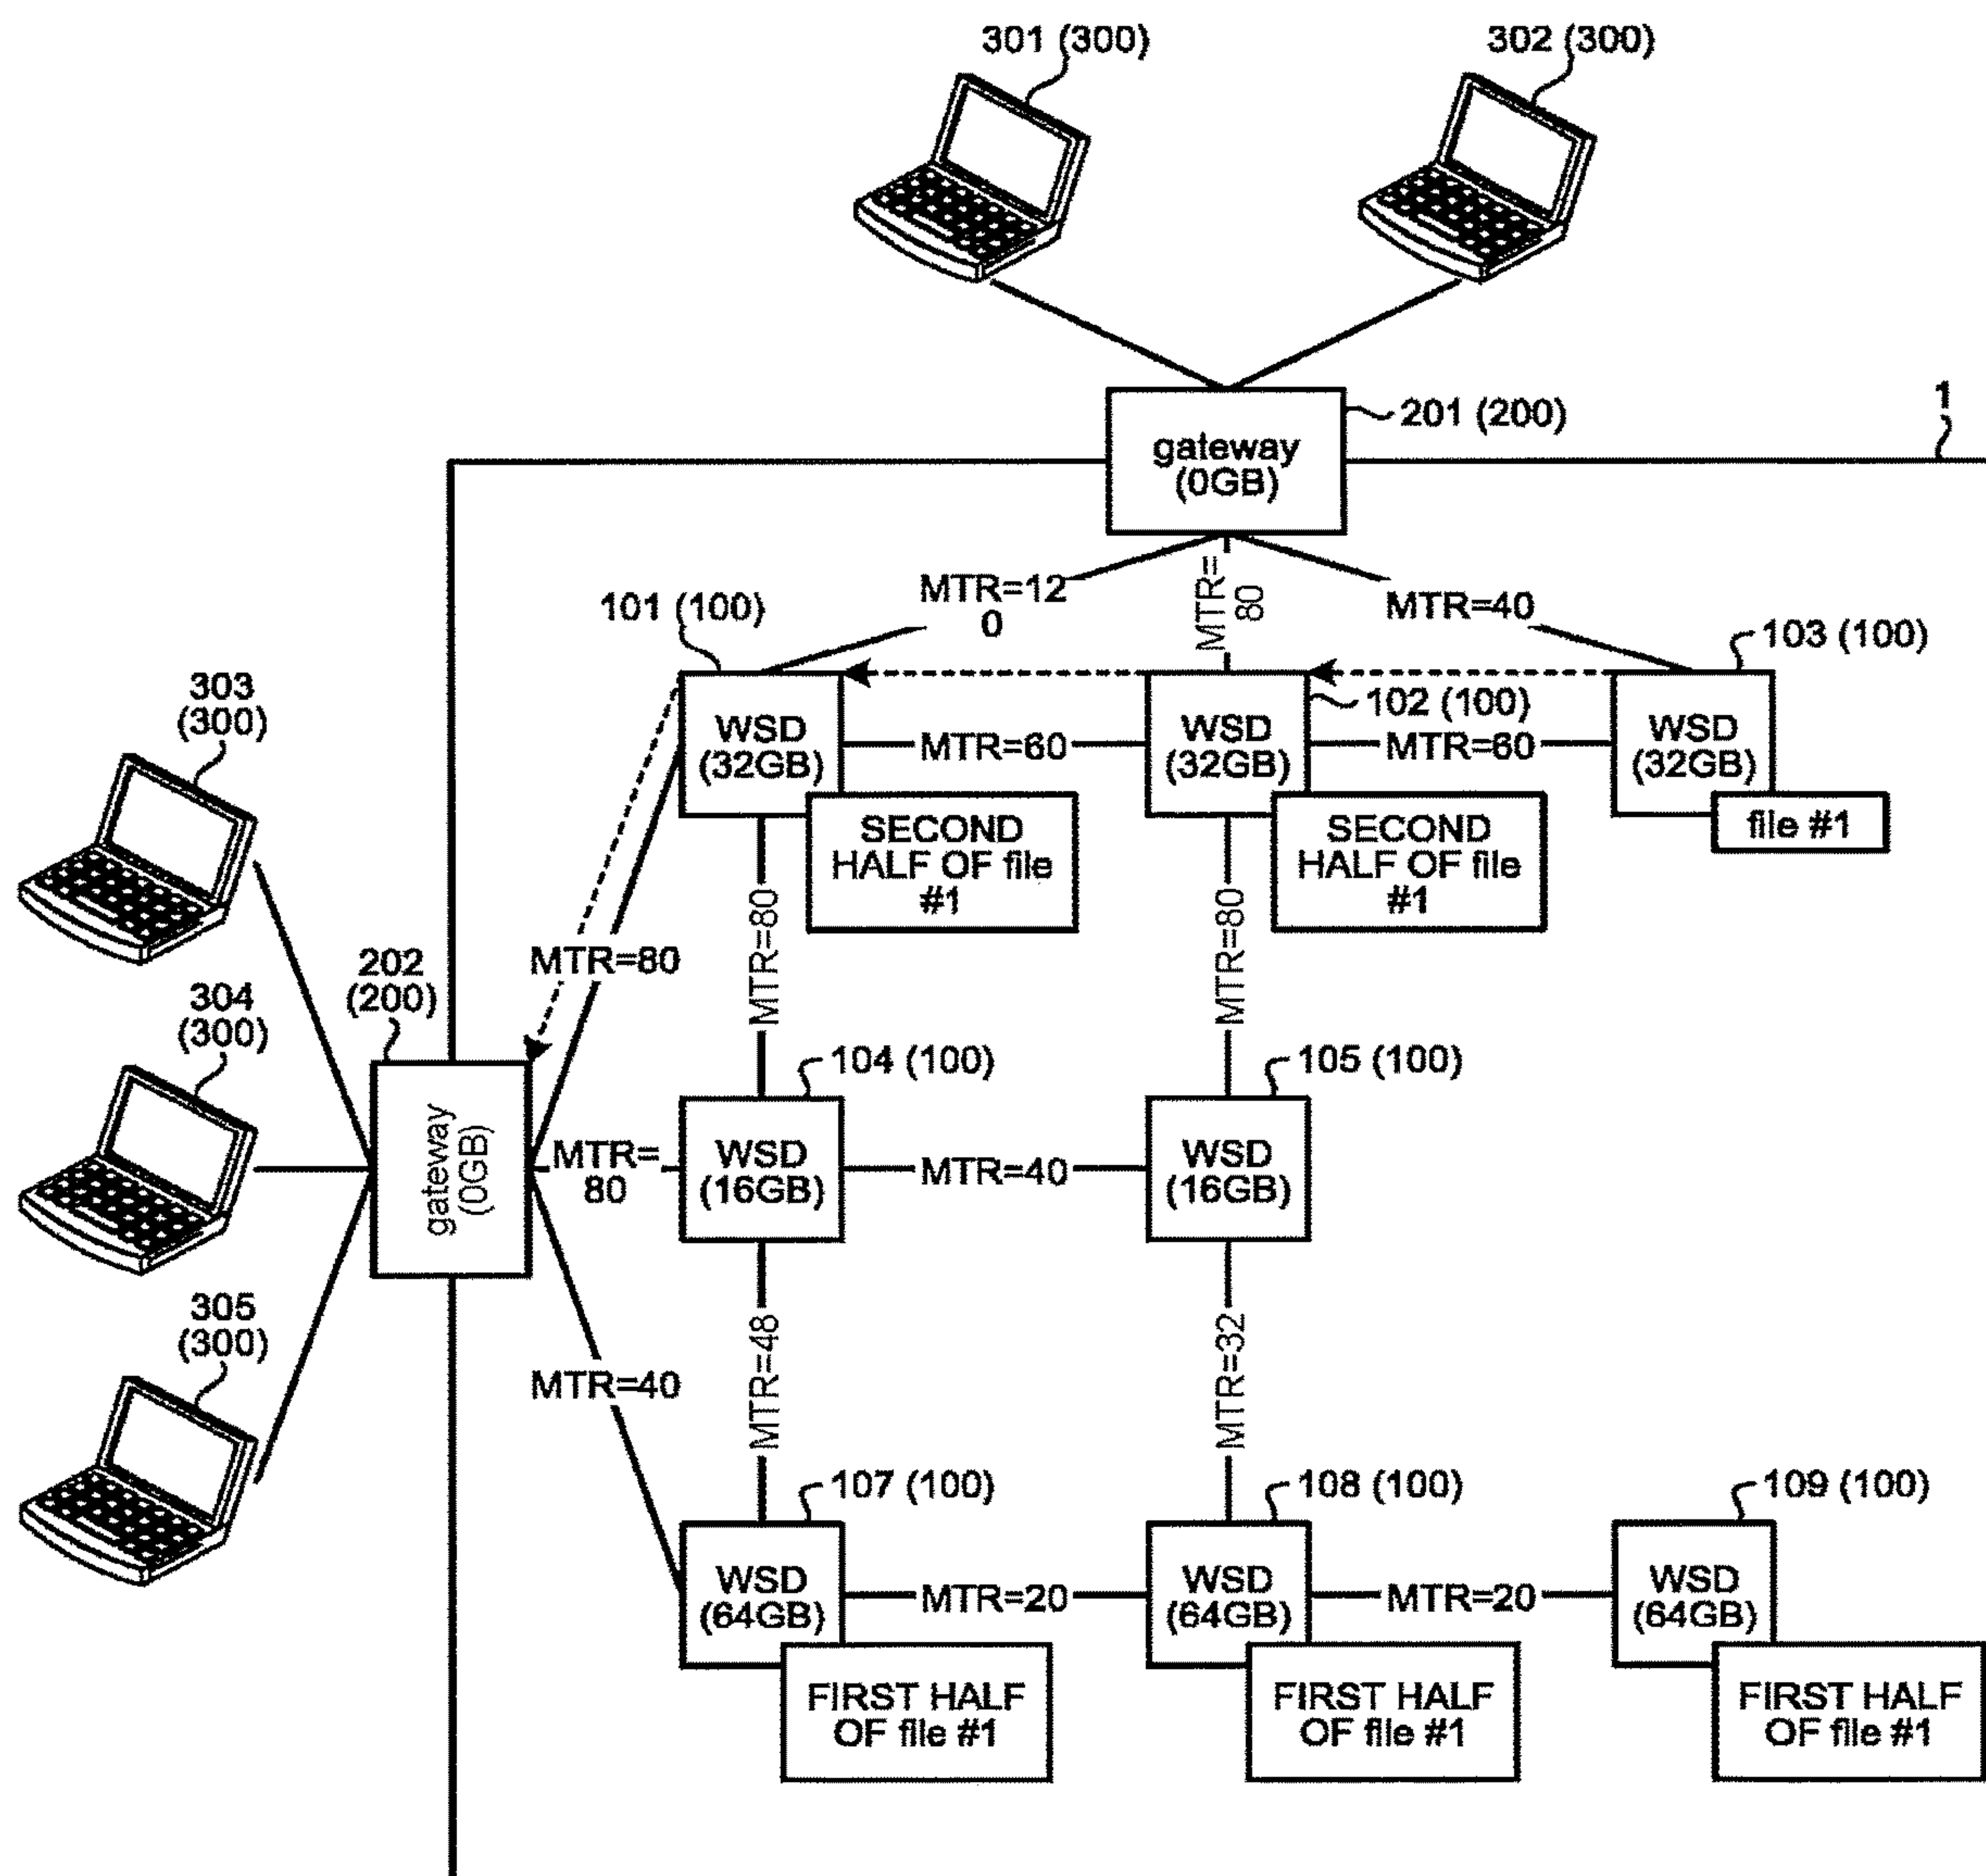 301 (300)
302 (300)
201 (200)
1
gateway
(0GB)
MTR=12
0
MTR=
80
MTR=40
101 (100)
103 (100)
303
(300)
WSD
(32GB)
MTR=60
WSD
(32GB)
102 (100)
MTR=60
WSD
(32GB)
SECOND
HALF OF file
#1
SECOND
HALF OF file
#1
file #1
MTR=80
MTR=80
MTR=80
202
(200)
304
(300)
104 (100)
105 (100)
gateway
(0GB)
MTR=
80
WSD
(16GB)
MTR=40
WSD
(16GB)
305
(300)
MTR=40
MTR=48
MTR=32
107 (100)
108 (100)
109 (100)
WSD
(64GB)
MTR=20
WSD
(64GB)
MTR=20
WSD
(64GB)
FIRST HALF
OF file #1
FIRST HALF
OF file #1
FIRST HALF
OF file #1